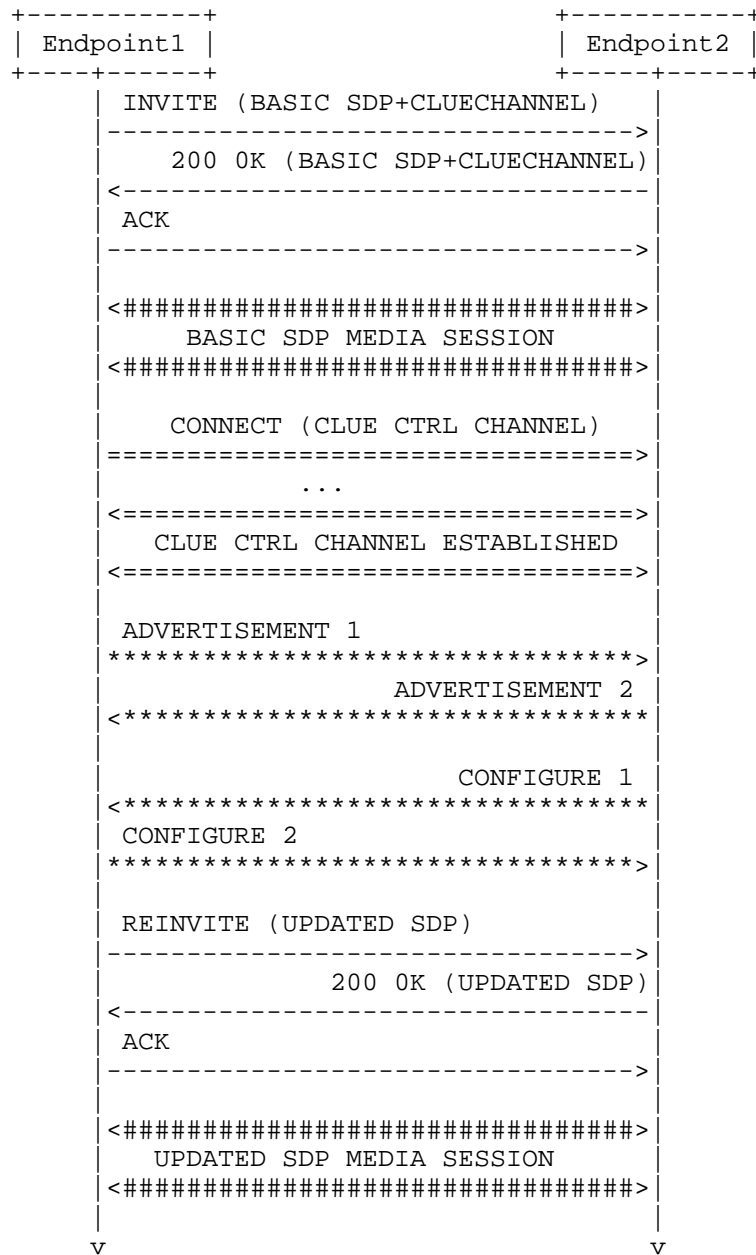 Endpoint1 Endpoint2
INVITE (BASIC SDP+CLUECHANNEL)
200 0K (BASIC SDP+CLUECHANNEL)
ACK
BASIC SDP MEDIA SESSION
CONNECT (CLUE CTRL CHANNEL)
...
CLUE CTRL CHANNEL ESTABLISHED
ADVERTISEMENT 1
ADVERTISEMENT 2
CONFIGURE 1
CONFIGURE 2
REINVITE (UPDATED SDP)
200 0K (UPDATED SDP)
ACK
UPDATED SDP MEDIA SESSION
V V